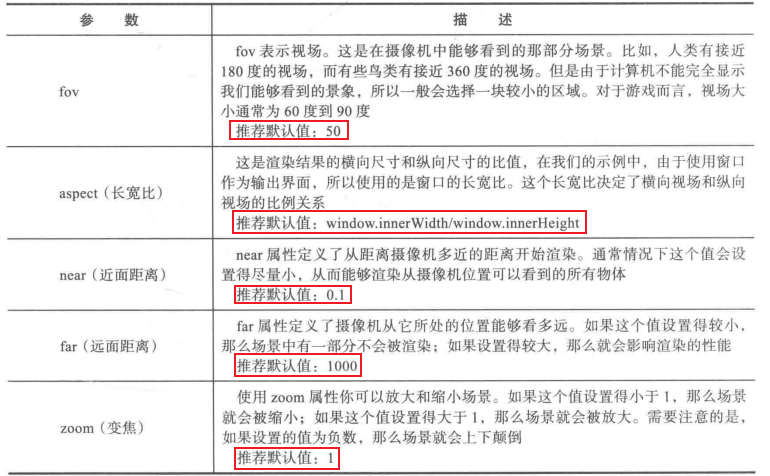 参 数 描 述
fov 表示视场。这是在摄像机中能够看到的那部分场景。比如，人类有接近
180 度的视场，而有些鸟类有接近 360 度的视场。但是由于计算机不能完全显示
fov
我们能够看到的景象，所以一般会选择一块较小的区域。对于游戏而言，视场大
小通常为 60 度到 90 度
推荐默认值：50
这是渲染结果的横向尺寸和纵向尺寸的比值，在我们的示例中，由于使用窗口
aspect（长宽比）
作为输出界面，所以使用的是窗口的长宽比。这个长宽比决定了横向视场和纵向
视场的比例关系
推荐默认值：window.innerWidth/window.innerHeight
near 属性定义了从距离摄像机多近的距离开始渲染。通常情况下这个值会设
near（近面距离）
置得尽量小，从而能够渲染从摄像机位置可以看到的所有物体
推荐默认值：0.1
far 属性定义了摄像机从它所处的位置能够看多远。如果这个值设置得较小，
far（远面距离）
那么场景中有一部分不会被渲染；如果设置得较大，那么就会影响渲染的性能
推荐默认值：1000
使用 zoom 属性你可以放大和缩小场景。如果这个值设置得小于 1，那么场景
zoom（变焦）
就会被缩小；如果这个值设置得大于 1，那么场景就会被放大。需要注意的是，
如果设置的值为负数，那么场景就会上下颠倒
推荐默认值：1